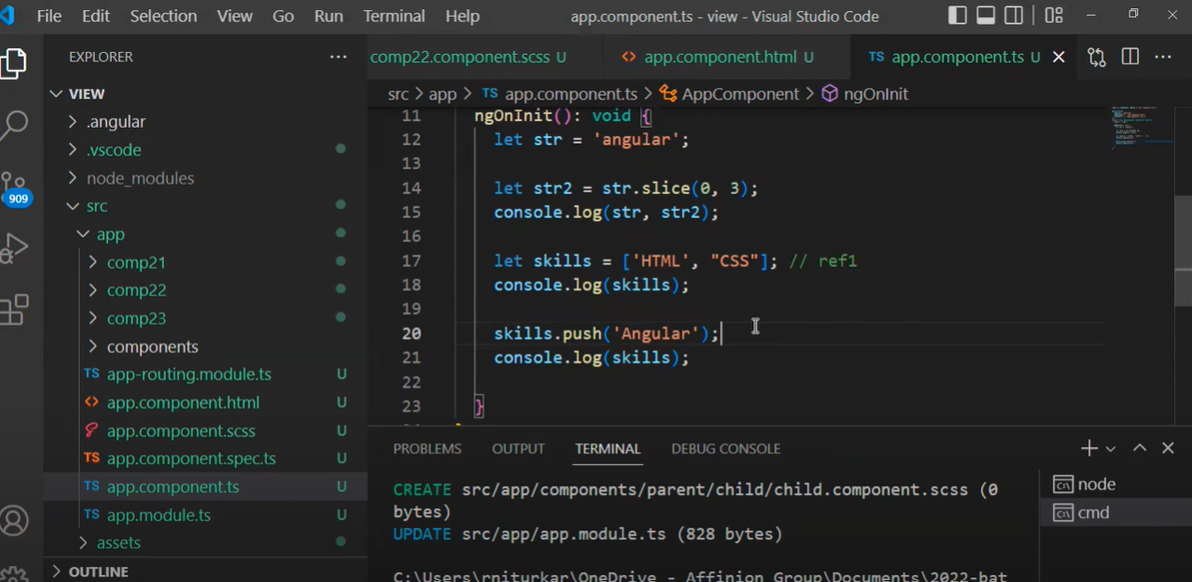 File Edit Selection View Go Run Terminal Help app.component.ts - view - Visual Studio Code
EXPLORER
VIEW
.angular
.vscode
node_modules
909
src
app
comp21
comp22
comp23
components
TS app-routing.module.ts U
<> app.component.html U
app.component.scss U
TS app.component.spec.ts U
TS app.component.ts U
TS app.module.ts U
assets
OUTLINE
comp22.component.scss U <> app.component.html U TS app.component.ts U
src > app > TS app.component.ts > AppComponent > ngOnInit
11 ngOnInit(): void {
12 let str = 'angular';
13
14 let str2 = str.slice(0, 3);
15 console.log(str, str2);
16
17 let skills = ['HTML', "CSS"]; // ref1
18 console.log(skills);
19
20 skills.push('Angular');
21 console.log(skills);
22
23 }
PROBLEMS OUTPUT TERMINAL DEBUG CONSOLE
CREATE src/app/components/parent/child/child.component.scss (0
bytes)
UPDATE src/app/app.module.ts (828 bytes)
C:\Users\rniturkar\OneDrive - Affinion Group\Documents\2022-bat
node
cmd